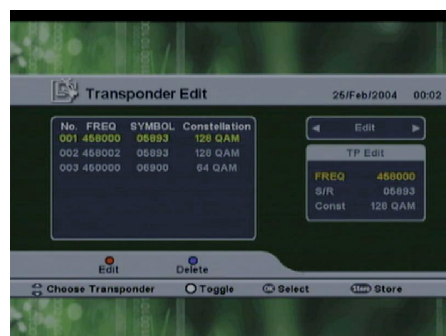 Transponder Edit
25/Feb/2004 00:02
No. FREQ SYMBOL Constellation
001 458000 05893 128 QAM
002 458002 05893 128 QAM
003 450000 06900 64 QAM
Edit
TP Edit
FREQ 458000
S/R 05893
Const 128 QAM
Edit Delete
Choose Transponder Toggle OK Select Store Store